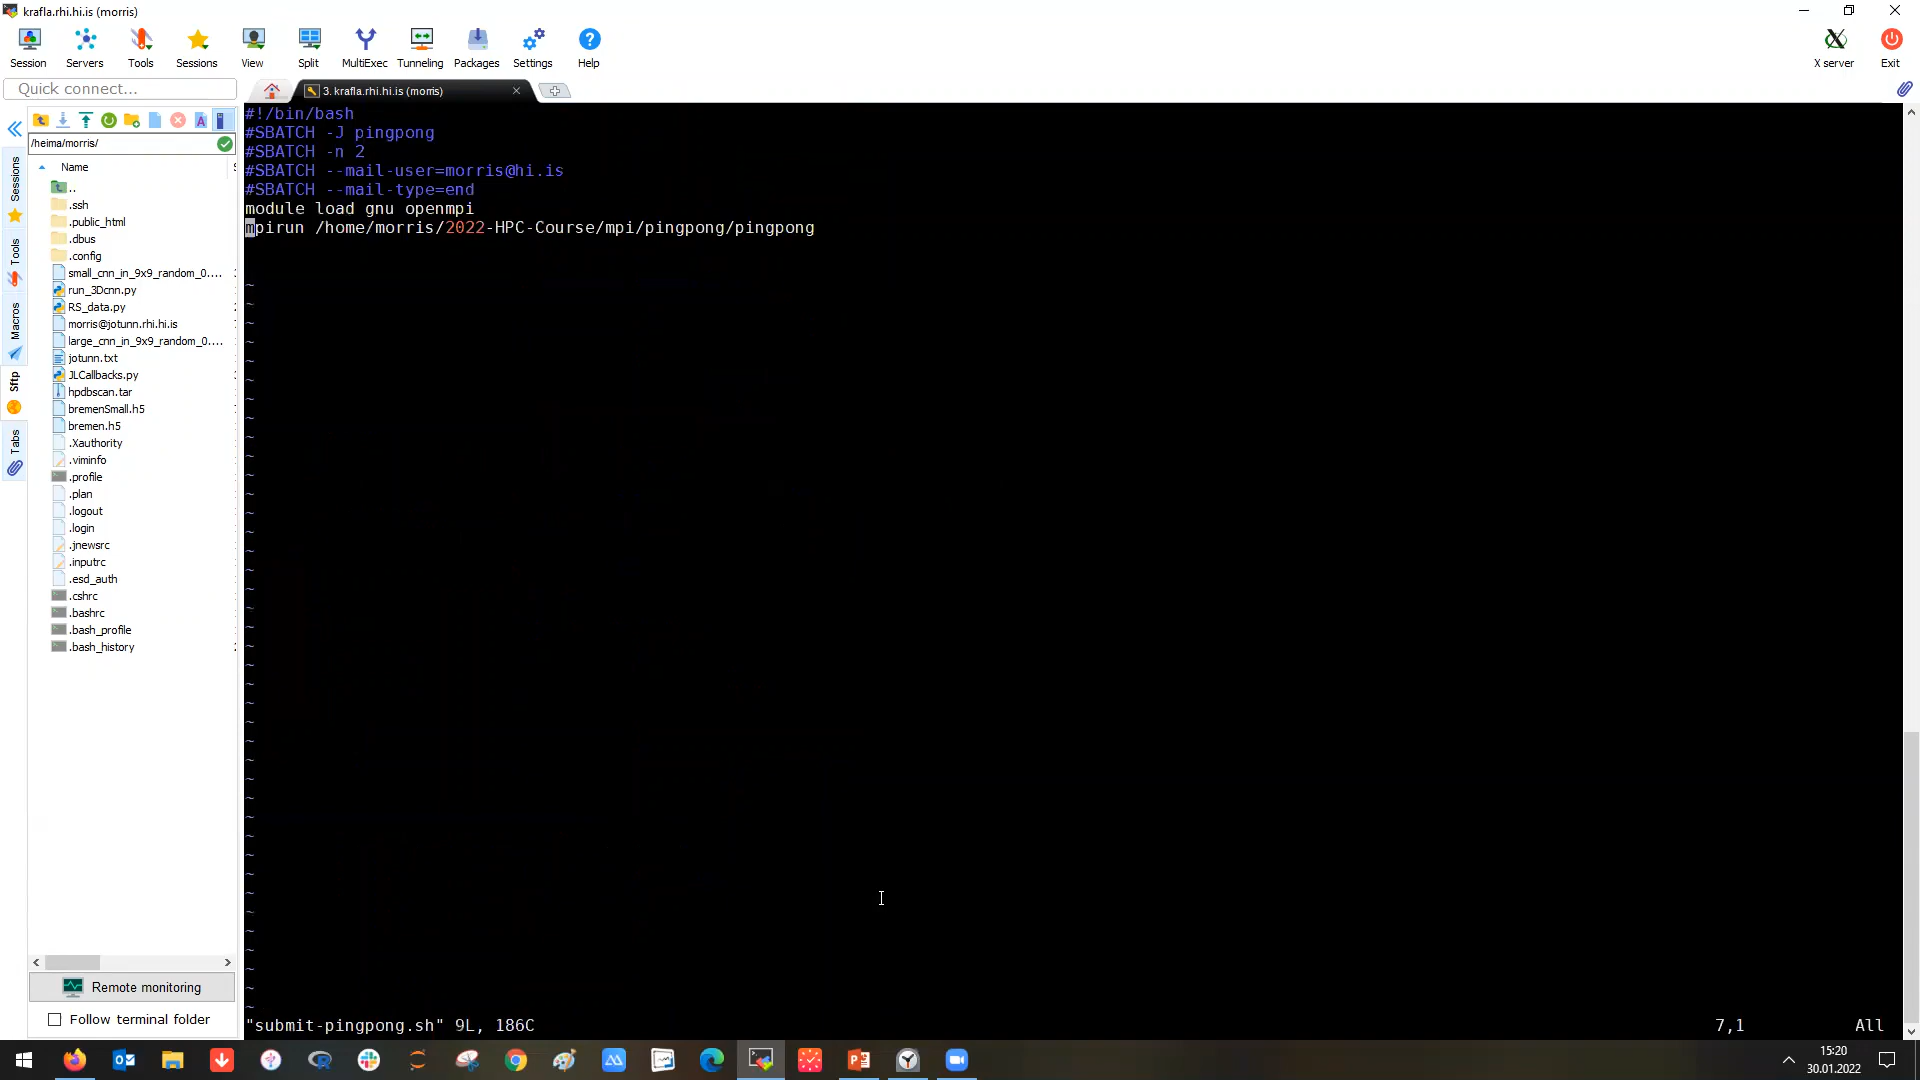 krafla.rhi.hi.is (morris)
Session Servers Tools Sessions View Split MultiExec Tunneling Packages Settings Help X server Exit
Quick connect...
3. krafla.rhi.hi.is (morris)
/heima/morris/
Name
..
.ssh
.public_html
.dbus
.config
small_cnn_in_9x9_random_0....
run_3Dcnn.py
RS_data.py
morris@jotunn.rhi.hi.is
large_cnn_in_9x9_random_0....
jotunn.txt
JLCallbacks.py
hpdbscan.tar
bremenSmall.h5
bremen.h5
.Xauthority
.viminfo
.profile
.plan
.logout
.login
.jnewsrc
.inputrc
.esd_auth
.cshrc
.bashrc
.bash_profile
.bash_history
Remote monitoring
Follow terminal folder
Sessions
Tools
Macros
Sftp
Tabs
#!/bin/bash
#SBATCH -J pingpong
#SBATCH -n 2
#SBATCH --mail-user=morris@hi.is
#SBATCH --mail-type=end
module load gnu openmpi
mpirun /home/morris/2022-HPC-Course/mpi/pingpong/pingpong
"submit-pingpong.sh" 9L, 186C 7,1 All
15:20
30.01.2022